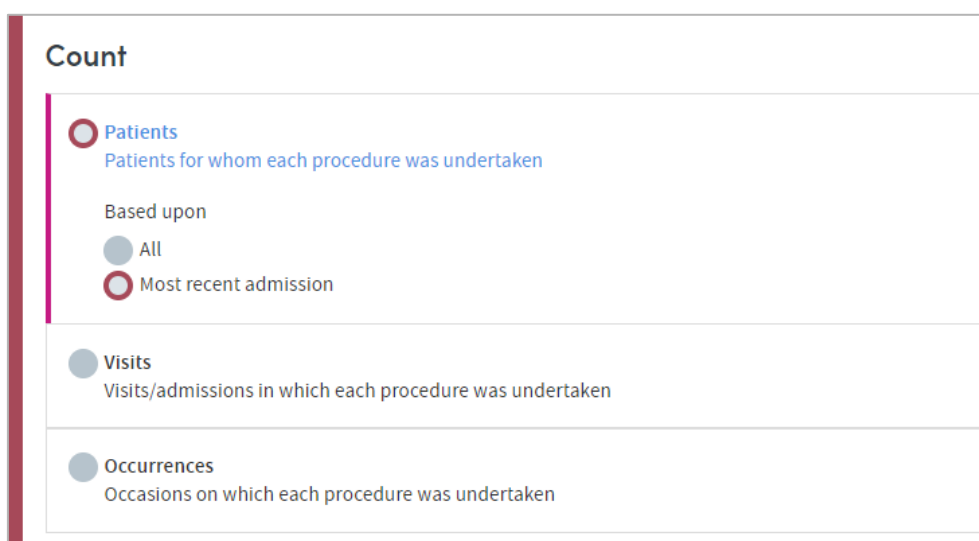 Count
Patients
Patients for whom each procedure was undertaken
Based upon
All
Most recent admission
Visits
Visits/admissions in which each procedure was undertaken
Occurrences
Occasions on which each procedure was undertaken